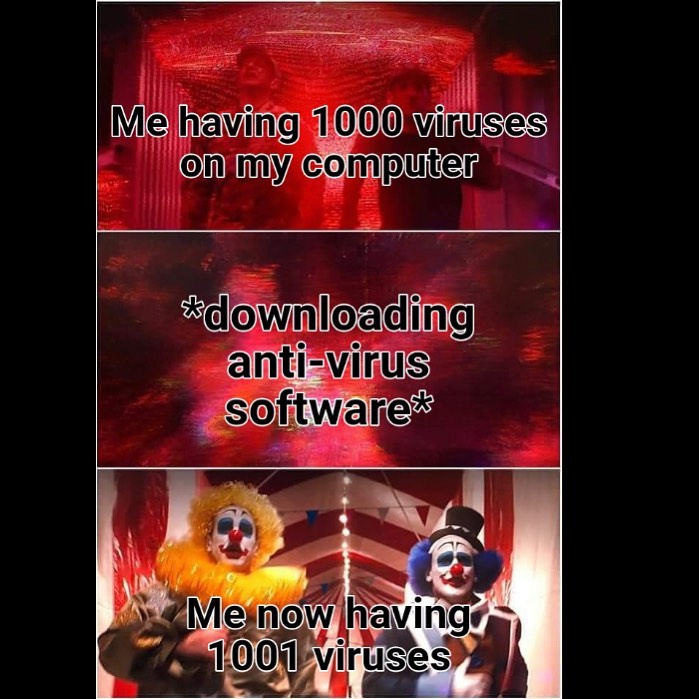 Me having 1000 viruses
on my computer
*downloading
anti-virus
software*
Me now having
1001 viruses